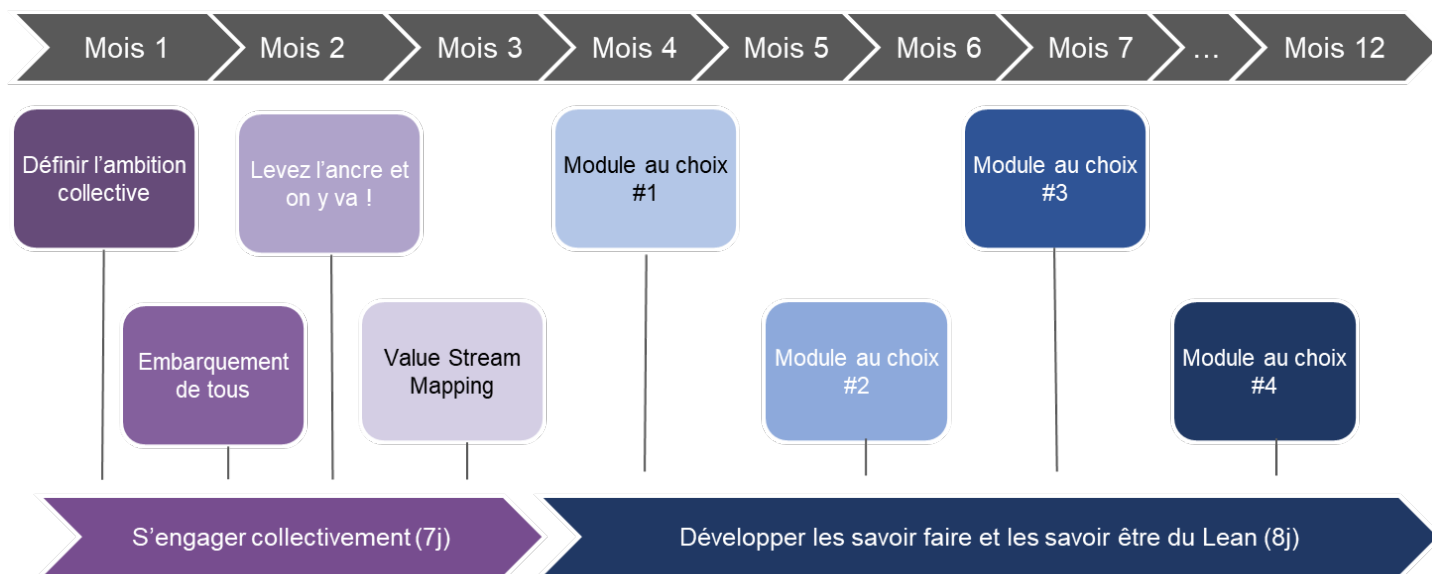 Mois 1
Mois 2
Mois 3
Mois 4
Mois 5
Mois 6
Mois 7
…
Mois 12
Définir l’ambition
collective
Levez l’ancre et
on y va !
Module au choix
#1
Module au choix
#3
Embarquement
de tous
Value Stream
Mapping
Module au choix
#2
Module au choix
#4
S’engager collectivement (7j)
Développer les savoir faire et les savoir être du Lean (8j)